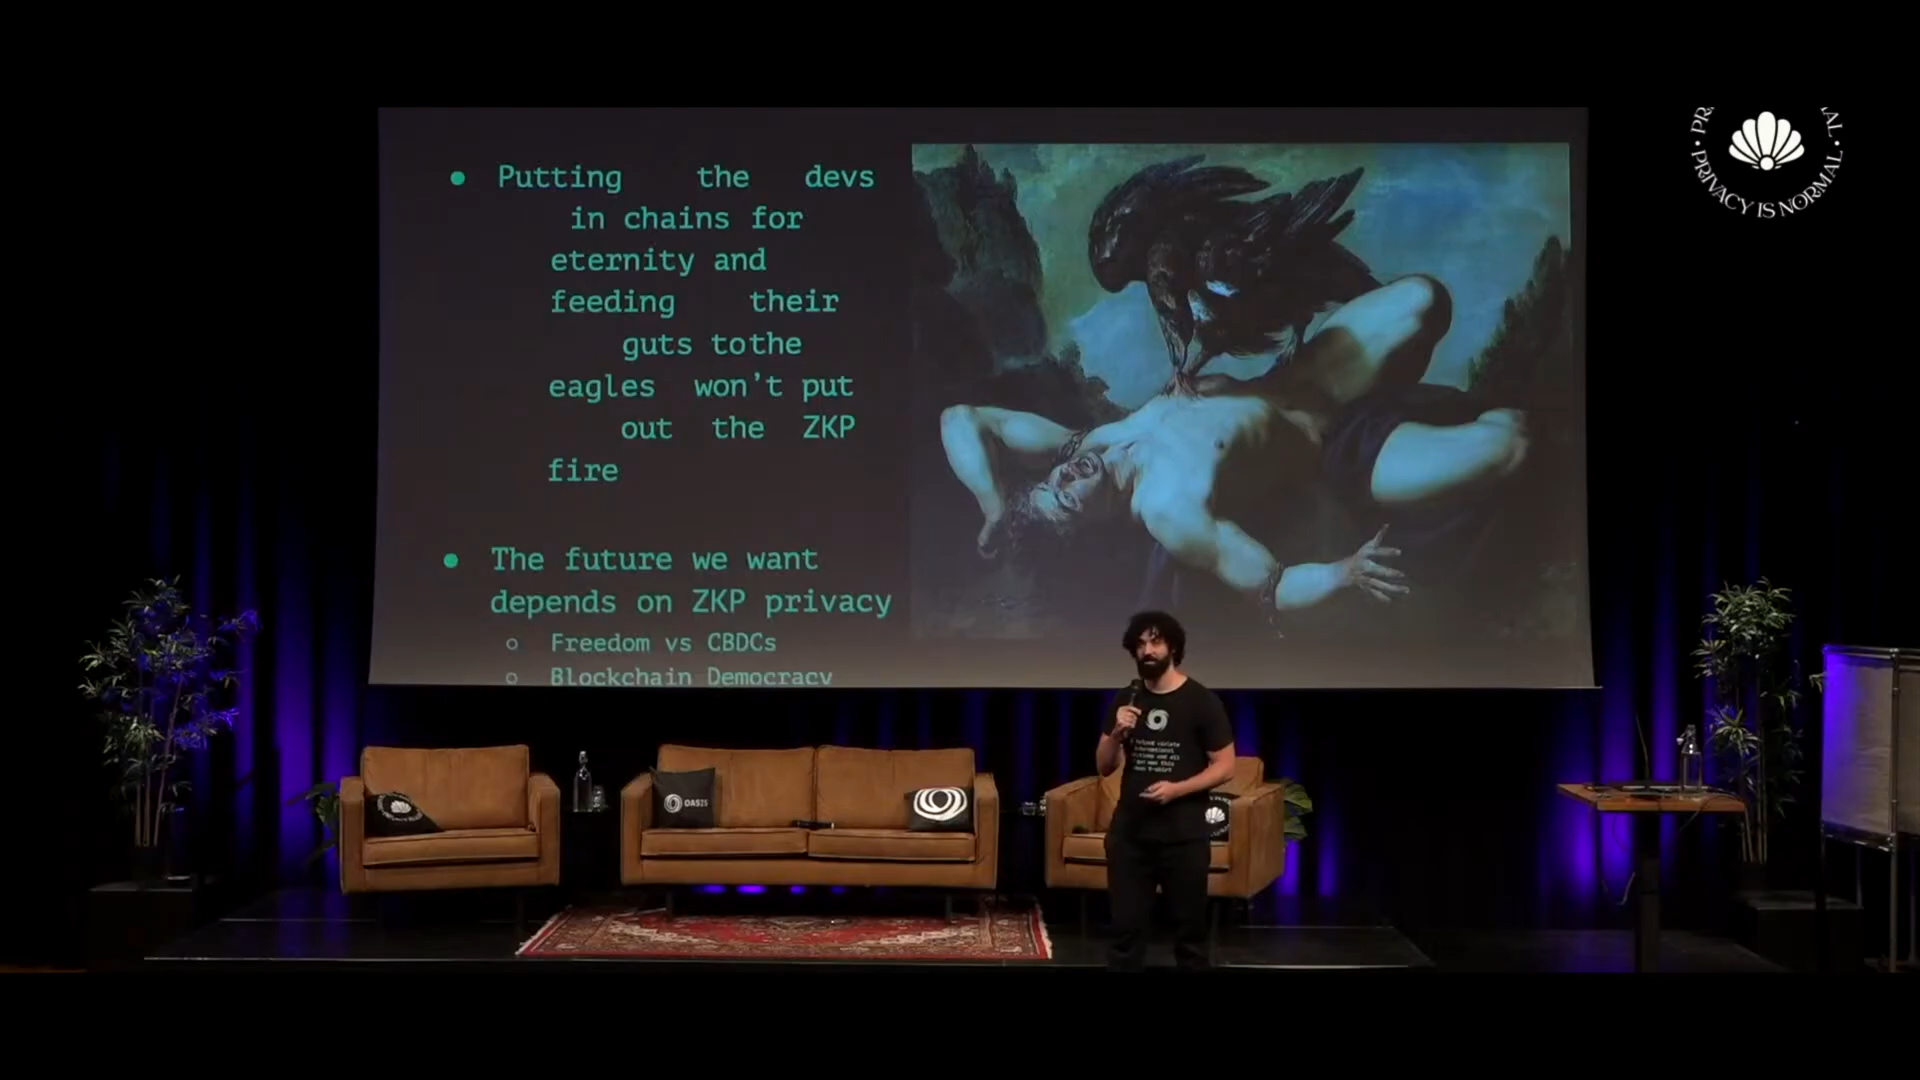 Putting the devs
in chains for
eternity and
feeding their
guts tothe
eagles won't put
out the ZKP
fire
The future we want
depends on ZKP privacy
Freedom vs CBDCs
Blockchain Democracy
PRIVACY IS NORMAL
OASIS